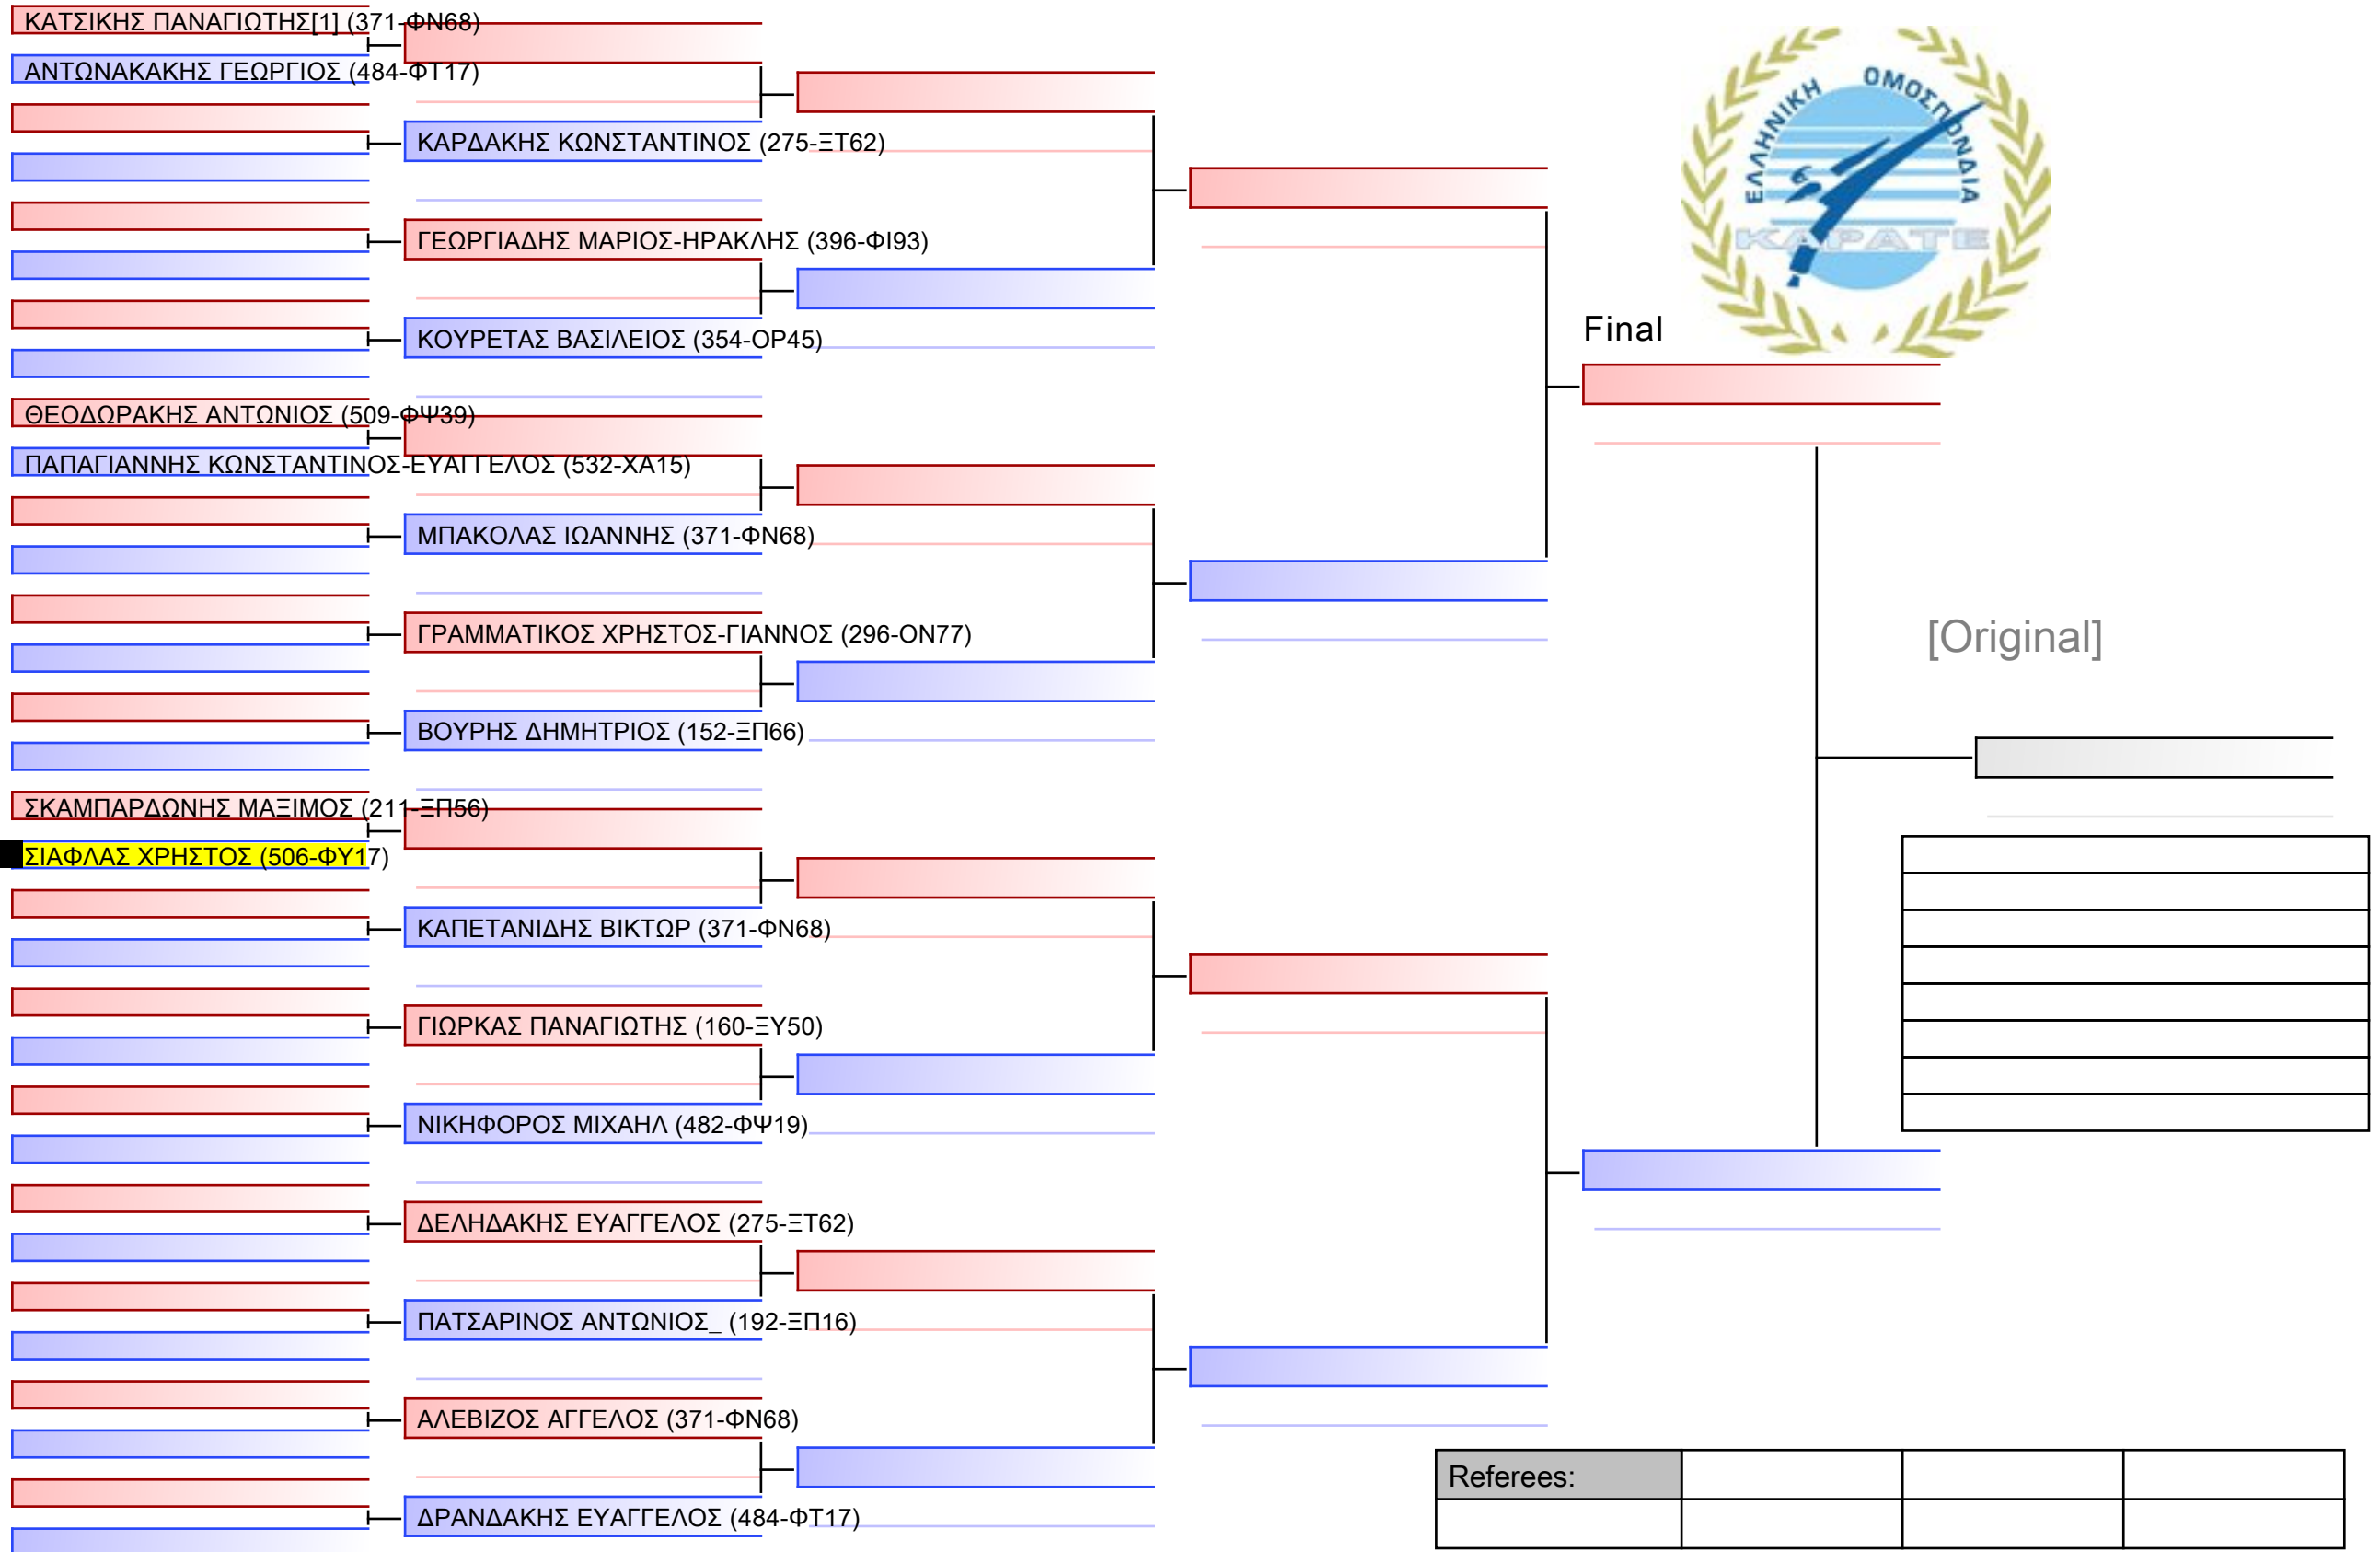 ΚΑΤΣΙΚΗΣ ΠΑΝΑΓΙΩΤΗΣ[1] (371-ΦΝ68)
ΑΝΤΩΝΑΚΑΚΗΣ ΓΕΩΡΓΙΟΣ (484-ΦΤ17)
ΚΑΡΔΑΚΗΣ ΚΩΝΣΤΑΝΤΙΝΟΣ (275-ΞΤ62)
ΓΕΩΡΓΙΑΔΗΣ ΜΑΡΙΟΣ-ΗΡΑΚΛΗΣ (396-ΦΙ93)
ΚΟΥΡΕΤΑΣ ΒΑΣΙΛΕΙΟΣ (354-ΟΡ45)
ΘΕΟΔΩΡΑΚΗΣ ΑΝΤΩΝΙΟΣ (509-ΦΨ39)
ΠΑΠΑΓΙΑΝΝΗΣ ΚΩΝΣΤΑΝΤΙΝΟΣ-ΕΥΑΓΓΕΛΟΣ (532-ΧΑ15)
ΜΠΑΚΟΛΑΣ ΙΩΑΝΝΗΣ (371-ΦΝ68)
ΓΡΑΜΜΑΤΙΚΟΣ ΧΡΗΣΤΟΣ-ΓΙΑΝΝΟΣ (296-ΟΝ77)
ΒΟΥΡΗΣ ΔΗΜΗΤΡΙΟΣ (152-ΞΠ66)
ΣΚΑΜΠΑΡΔΩΝΗΣ ΜΑΞΙΜΟΣ (211-ΞΠ56)
ΣΙΑΦΛΑΣ ΧΡΗΣΤΟΣ (506-ΦΥ17)
ΚΑΠΕΤΑΝΙΔΗΣ ΒΙΚΤΩΡ (371-ΦΝ68)
ΓΙΩΡΚΑΣ ΠΑΝΑΓΙΩΤΗΣ (160-ΞΥ50)
ΝΙΚΗΦΟΡΟΣ ΜΙΧΑΗΛ (482-ΦΨ19)
ΔΕΛΗΔΑΚΗΣ ΕΥΑΓΓΕΛΟΣ (275-ΞΤ62)
ΠΑΤΣΑΡΙΝΟΣ ΑΝΤΩΝΙΟΣ_ (192-ΞΠ16)
ΑΛΕΒΙΖΟΣ ΑΓΓΕΛΟΣ (371-ΦΝ68)
ΔΡΑΝΔΑΚΗΣ ΕΥΑΓΓΕΛΟΣ (484-ΦΤ17)
ΕΛΛΗΝΙΚΗ ΟΜΟΣΠΟΝΔΙΑ
ΚΑΡΑΤΕ
Final
[Original]
Referees: